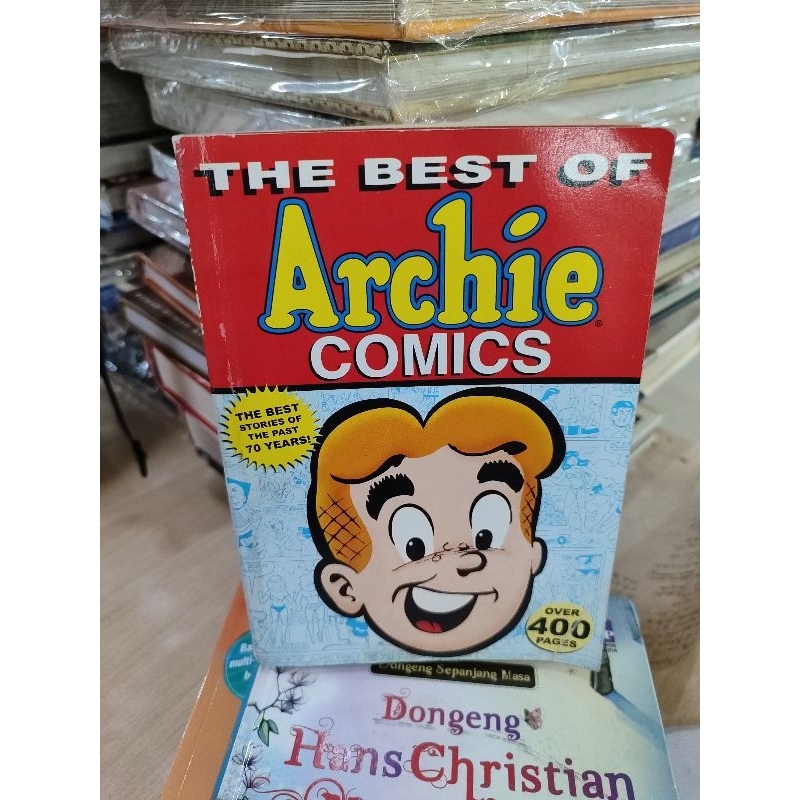 THE BEST OF
Archie
COMICS
THE BEST
STORIES OF
THE PAST
70 YEARS!
OVER
400
PAGES
Dongeng Sepanjang Masa
Dongeng
Hans Christian